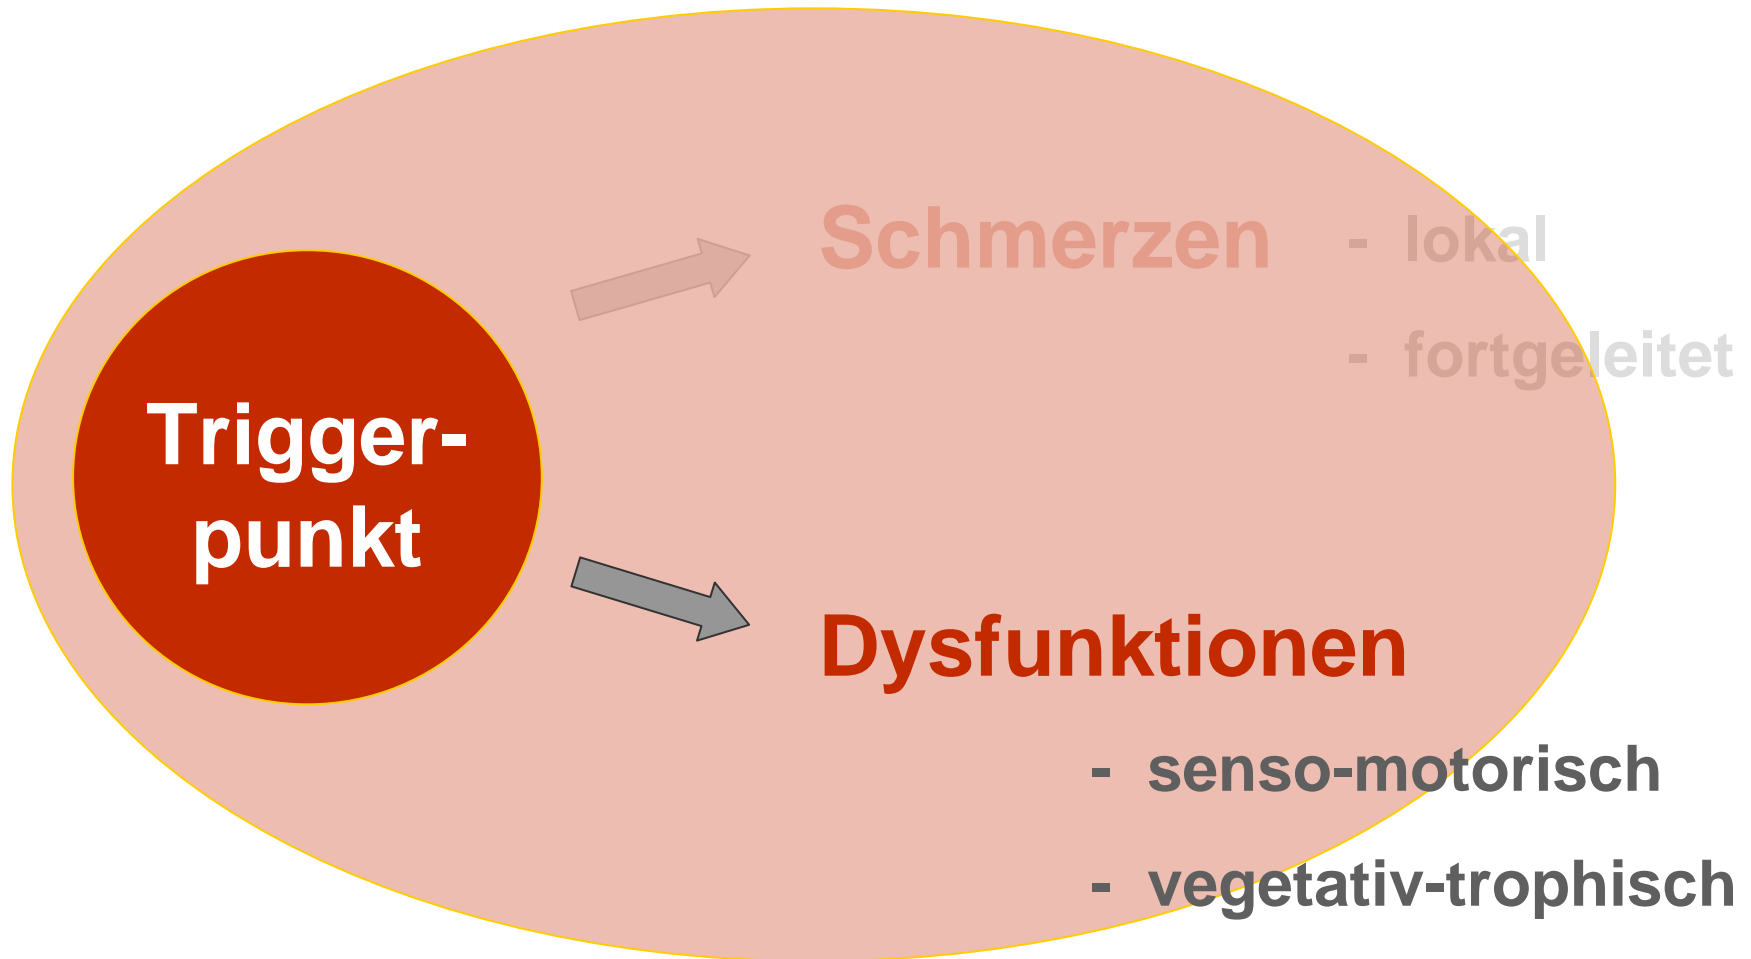 Trigger-
punkt
Schmerzen - lokal
- fortgeleitet
Dysfunktionen
- senso-motorisch
- vegetativ-trophisch